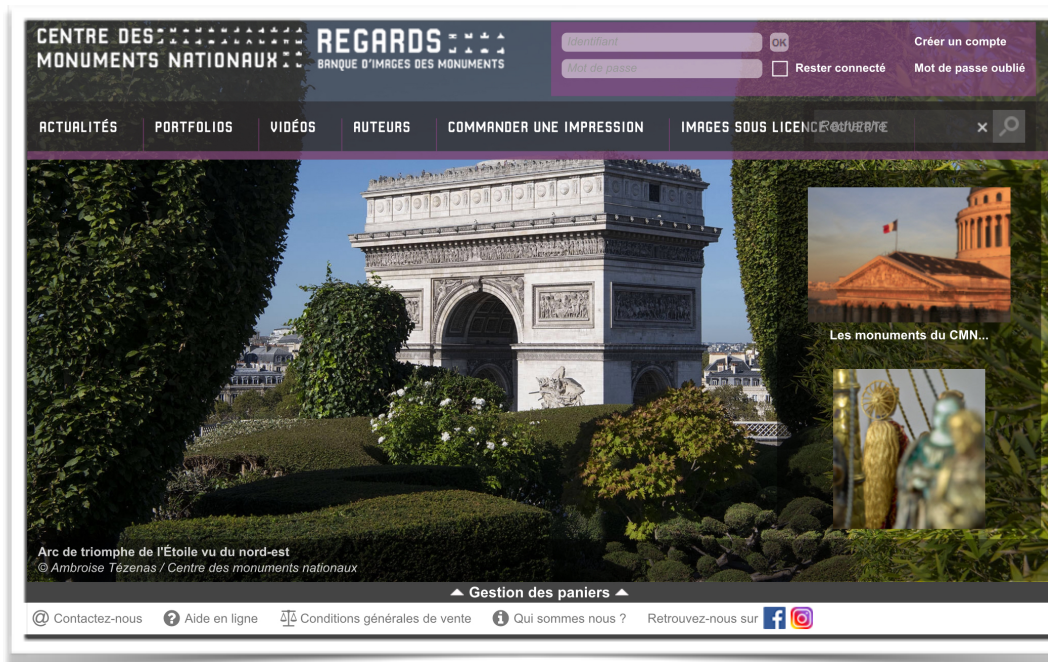 CENTRE DES
MONUMENTS NATIONAUX
REGARDS
BANQUE D'IMAGES DES MONUMENTS
Identifiant
OK
Créer un compte
Mot de passe
Rester connecté
Mot de passe oublié
ACTUALITÉS
PORTFOLIOS
VIDÉOS
AUTEURS
COMMANDER UNE IMPRESSION
IMAGES SOUS LICENCE OUVERTE
Recherche
×
Les monuments du CMN...
Arc de triomphe de l'Étoile vu du nord-est
© Ambroise Tézenas / Centre des monuments nationaux
Gestion des paniers
@ Contactez-nous
? Aide en ligne
Conditions générales de vente
i Qui sommes nous ?
Retrouvez-nous sur